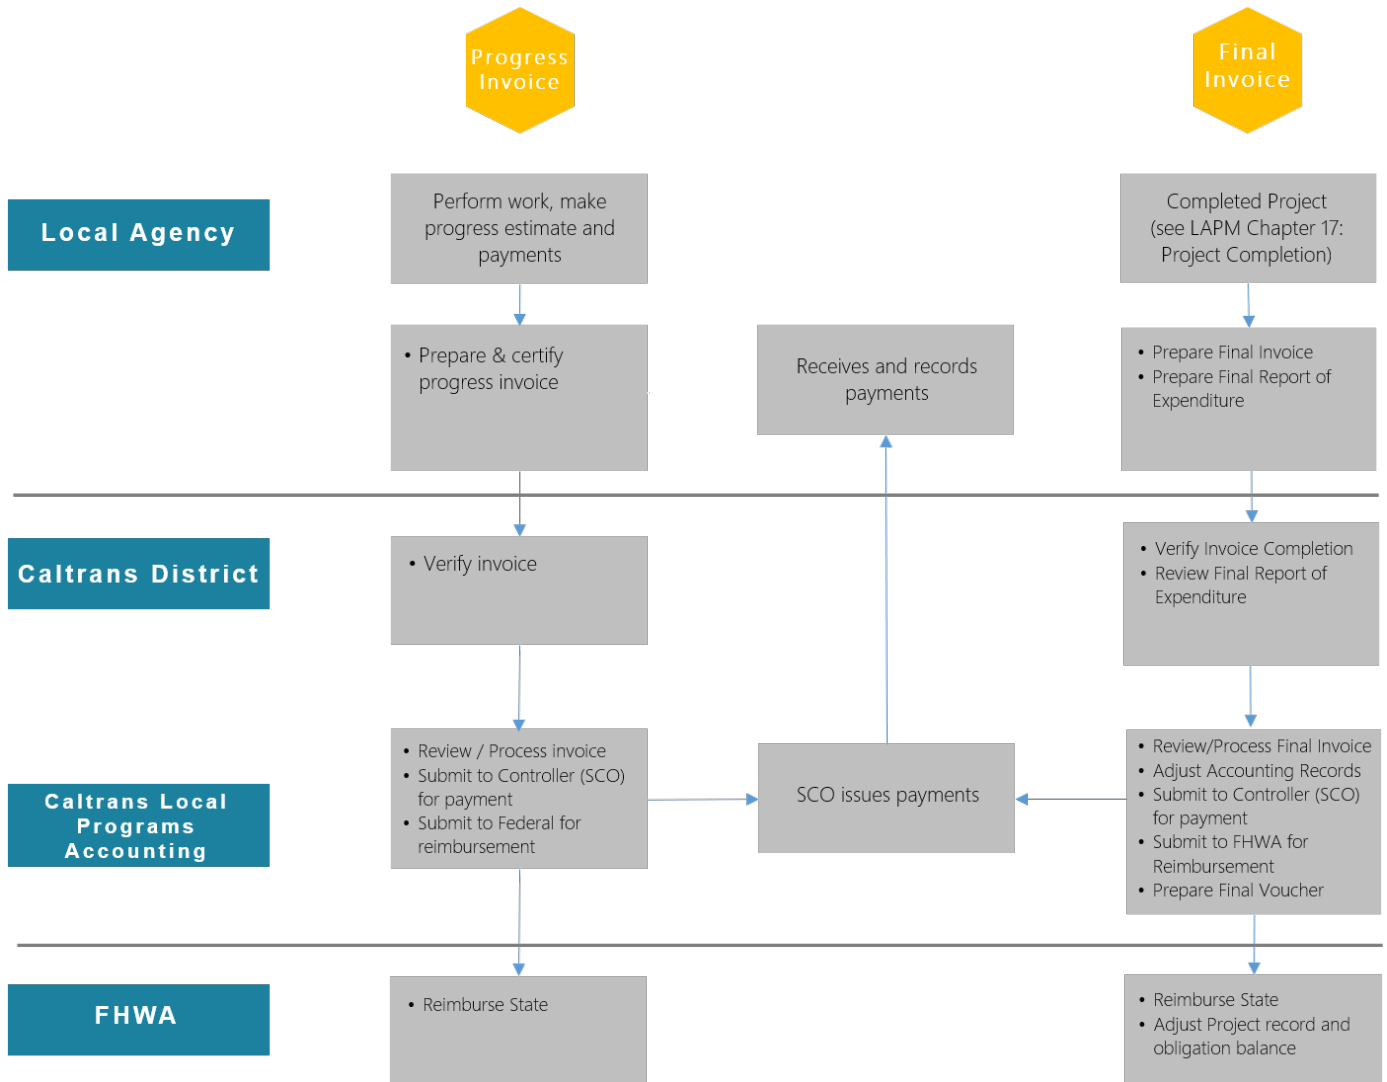 Progress
Invoice
Final
Invoice
Local Agency
Perform work, make
progress estimate and
payments
Completed Project
(see LAPM Chapter 17:
Project Completion)
• Prepare & certify
progress invoice
Receives and records
payments
• Prepare Final Invoice
• Prepare Final Report of
Expenditure
Caltrans District
• Verify invoice
• Verify Invoice Completion
• Review Final Report of
Expenditure
Caltrans Local
Programs
Accounting
• Review / Process invoice
• Submit to Controller (SCO)
for payment
• Submit to Federal for
reimbursement
SCO issues payments
• Review/Process Final Invoice
• Adjust Accounting Records
• Submit to Controller (SCO)
for payment
• Submit to FHWA for
Reimbursement
• Prepare Final Voucher
FHWA
• Reimburse State
• Reimburse State
• Adjust Project record and
obligation balance